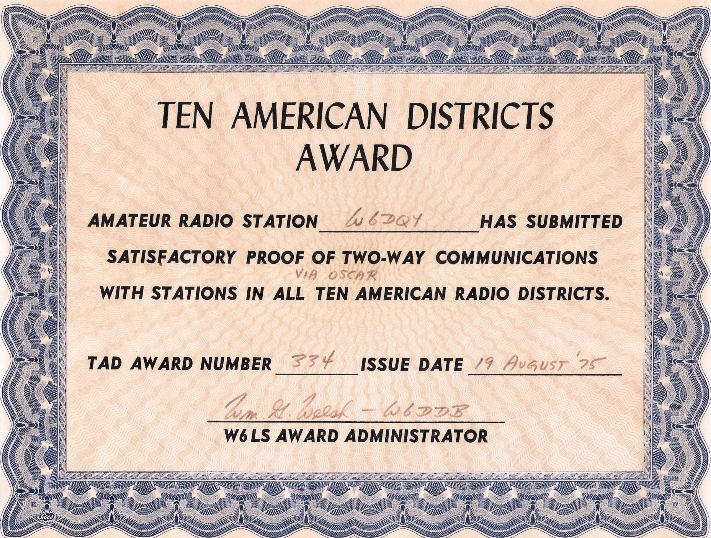 TEN AMERICAN DISTRICTS
AWARD
AMATEUR RADIO STATION W6DQY HAS SUBMITTED
SATISFACTORY PROOF OF TWO-WAY COMMUNICATIONS
VIA OSCAR
WITH STATIONS IN ALL TEN AMERICAN RADIO DISTRICTS.
TAD AWARD NUMBER 334 ISSUE DATE 19 AUGUST '75
Wm G. Welsh - W6DDB
W6LS AWARD ADMINISTRATOR